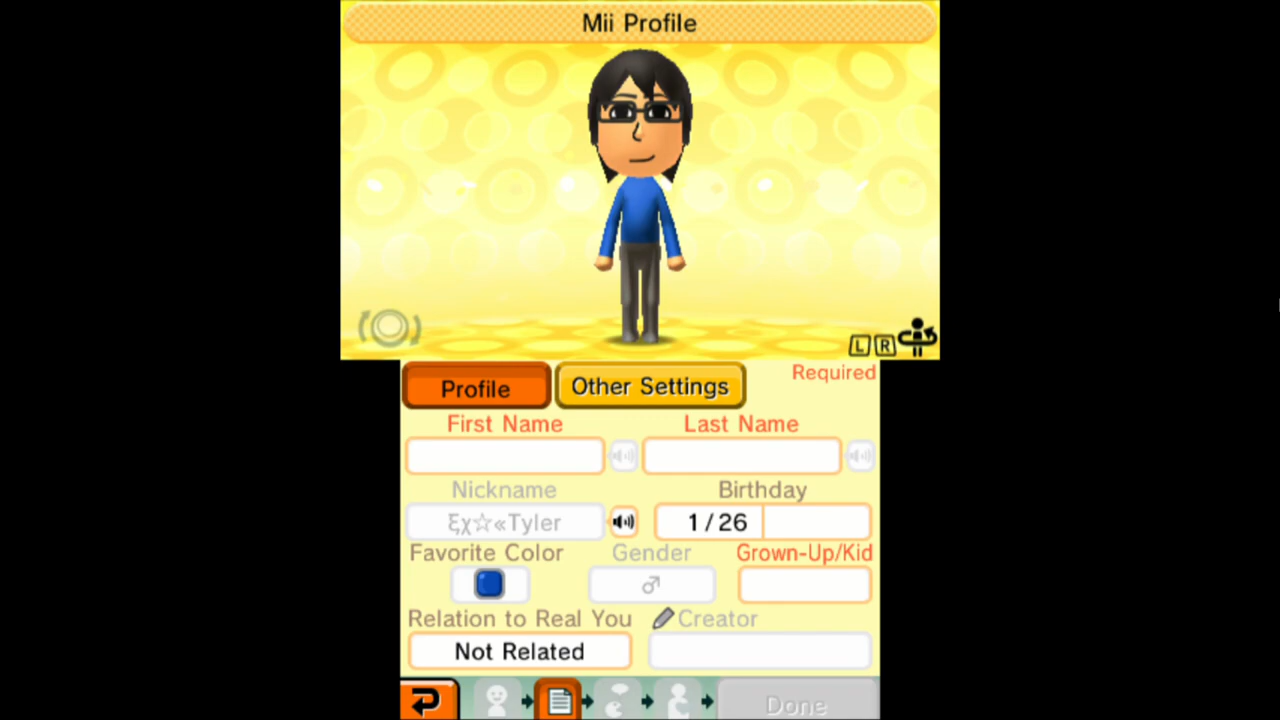 Mii Profile
L R
Profile
Other Settings
Required
First Name
Last Name
Nickname
Birthday
ξχ☆«Tyler
1 / 26
Favorite Color
Gender
Grown-Up/Kid
♂
Relation to Real You
Creator
Not Related
Done